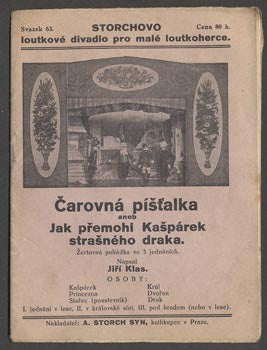 Svazek 63.
STORCHOVO
Cena 80 h.
loutkové divadlo pro malé loutkoherce.
Čarovná píšťalka
aneb
Jak přemohl Kašpárek
strašného draka.
Žertovná pohádka ve 3 jednáních.
Napsal
Jiří Klas.
OSOBY:
Kašpárek
Král
Princezna
Dvořan
Stařec (poustevník)
Drak
I. jednání v lese, II. v královské síni, III. pod hradem (nebo v lese).
Nakladatel: A. STORCH SYN, knihkupec v Praze.